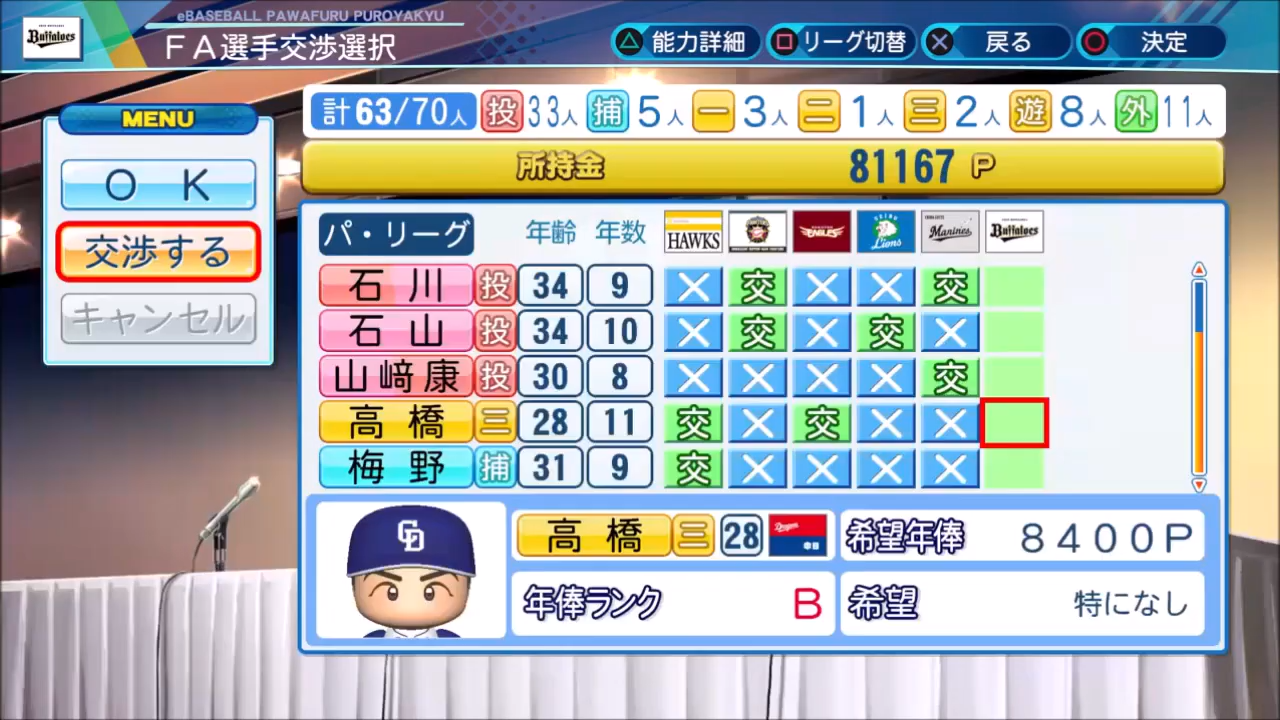 Buffaloes
eBASEBALL PAWAFURU PUROYAKYU
FA選手交渉選択
能力詳細 リーグ切替 戻る 決定
MENU
OK
交渉する
キャンセル
計63/70人 投33人 捕5人 一3人 二1人 三2人 遊8人 外11人
所持金 81167P
パ・リーグ 年齢 年数 HAWKS EAGLES Lions Marines Buffaloes
石川 投 34 9 × 交 × × 交
石山 投 34 10 × 交 × 交 ×
山﨑康 投 30 8 × × × × 交
高橋 三 28 11 交 × 交 × ×
梅野 捕 31 9 交 × × × ×
CD
高橋 三 28 Dragons 希望年俸 8400P
年俸ランク B 希望 特になし